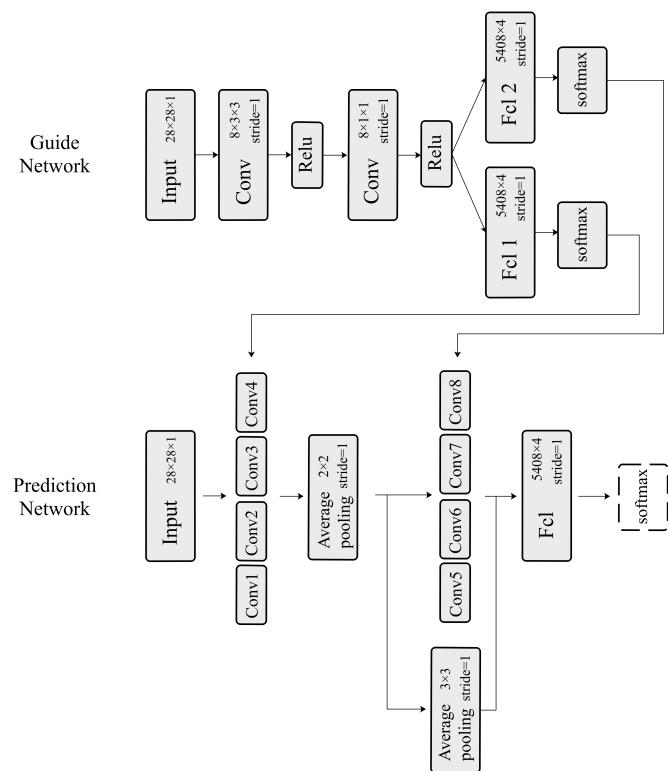 Guide
Network
Input 28×28×1
Conv 8×3×3
stride=1
Relu
Conv 8×1×1
stride=1
Relu
Fcl 2 5408×4
stride=1
softmax
Fcl 1 5408×4
stride=1
softmax
Prediction
Network
Input 28×28×1
Conv1
Conv2
Conv3
Conv4
Average 2×2
pooling stride=1
Conv5
Conv6
Conv7
Conv8
Average 3×3
pooling stride=1
Fcl 5408×4
stride=1
softmax